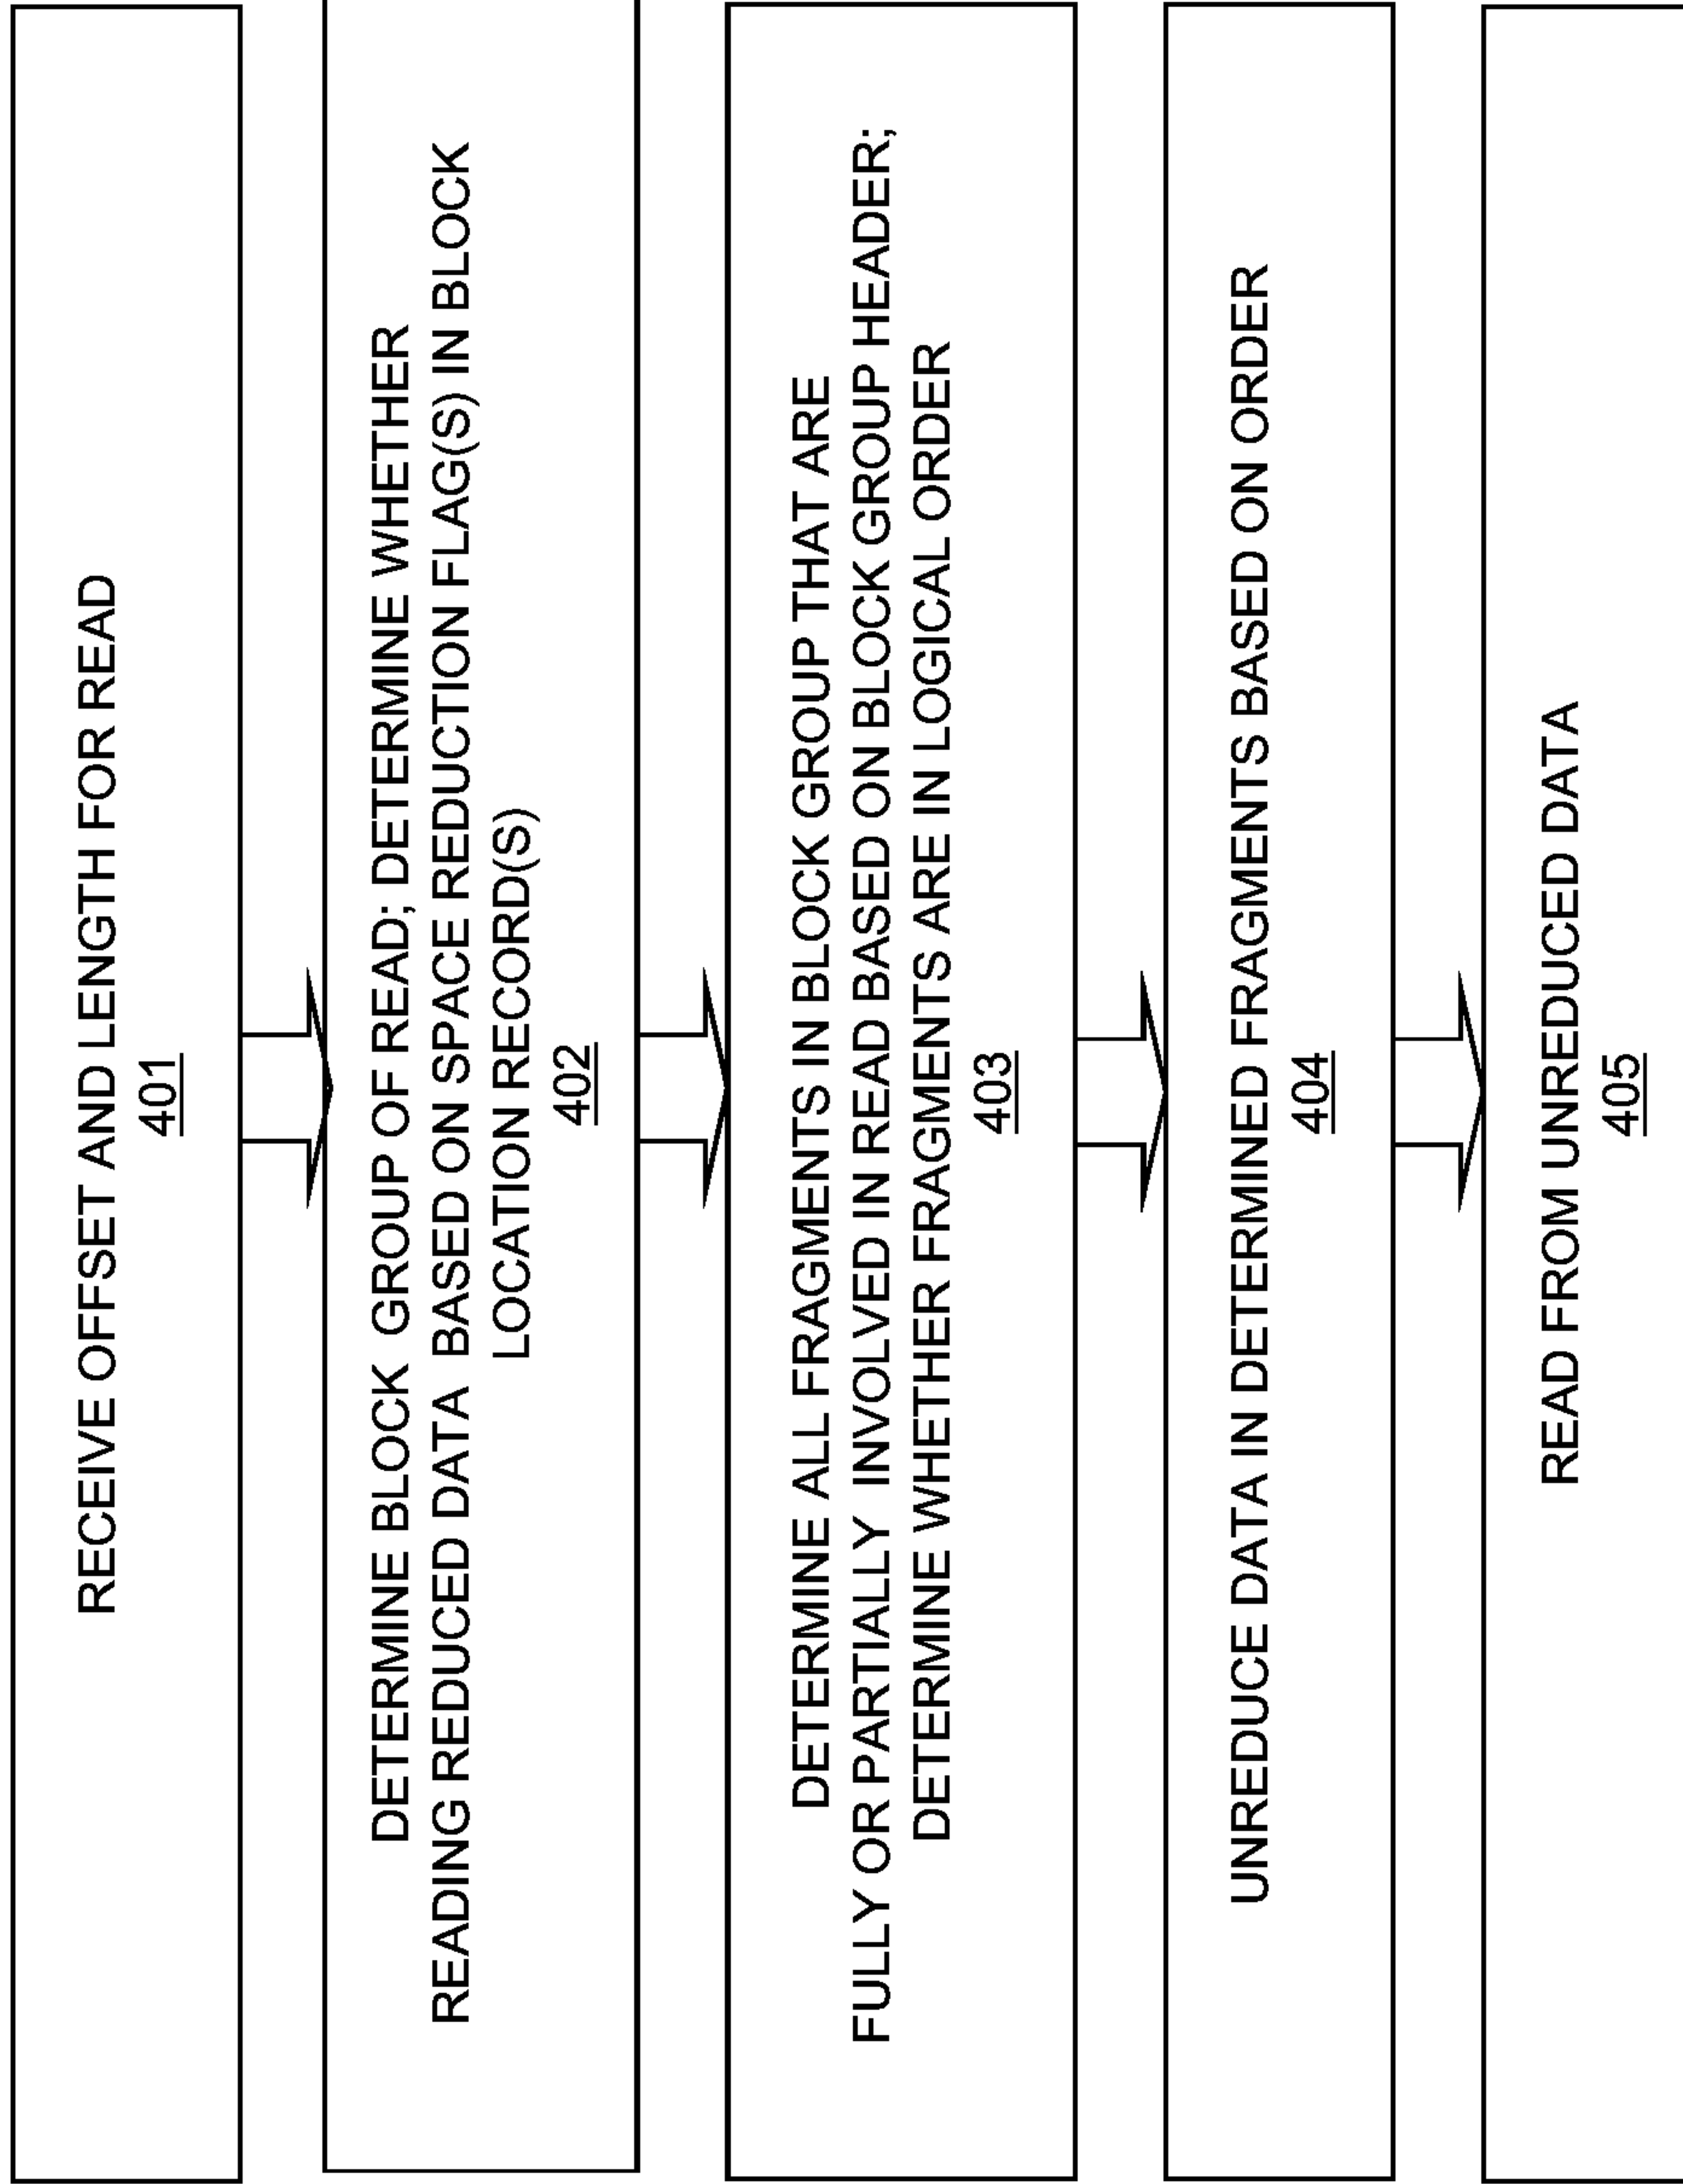 RECEIVE OFFSET AND LENGTH FOR READ
401
DETERMINE BLOCK GROUP OF READ; DETERMINE WHETHER
READING REDUCED DATA BASED ON SPACE REDUCTION FLAG(S) IN BLOCK
LOCATION RECORD(S)
402
DETERMINE ALL FRAGMENTS IN BLOCK GROUP THAT ARE
FULLY OR PARTIALLY INVOLVED IN READ BASED ON BLOCK GROUP HEADER;
DETERMINE WHETHER FRAGMENTS ARE IN LOGICAL ORDER
403
UNREDUCE DATA IN DETERMINED FRAGMENTS BASED ON ORDER
404
READ FROM UNREDUCED DATA
405